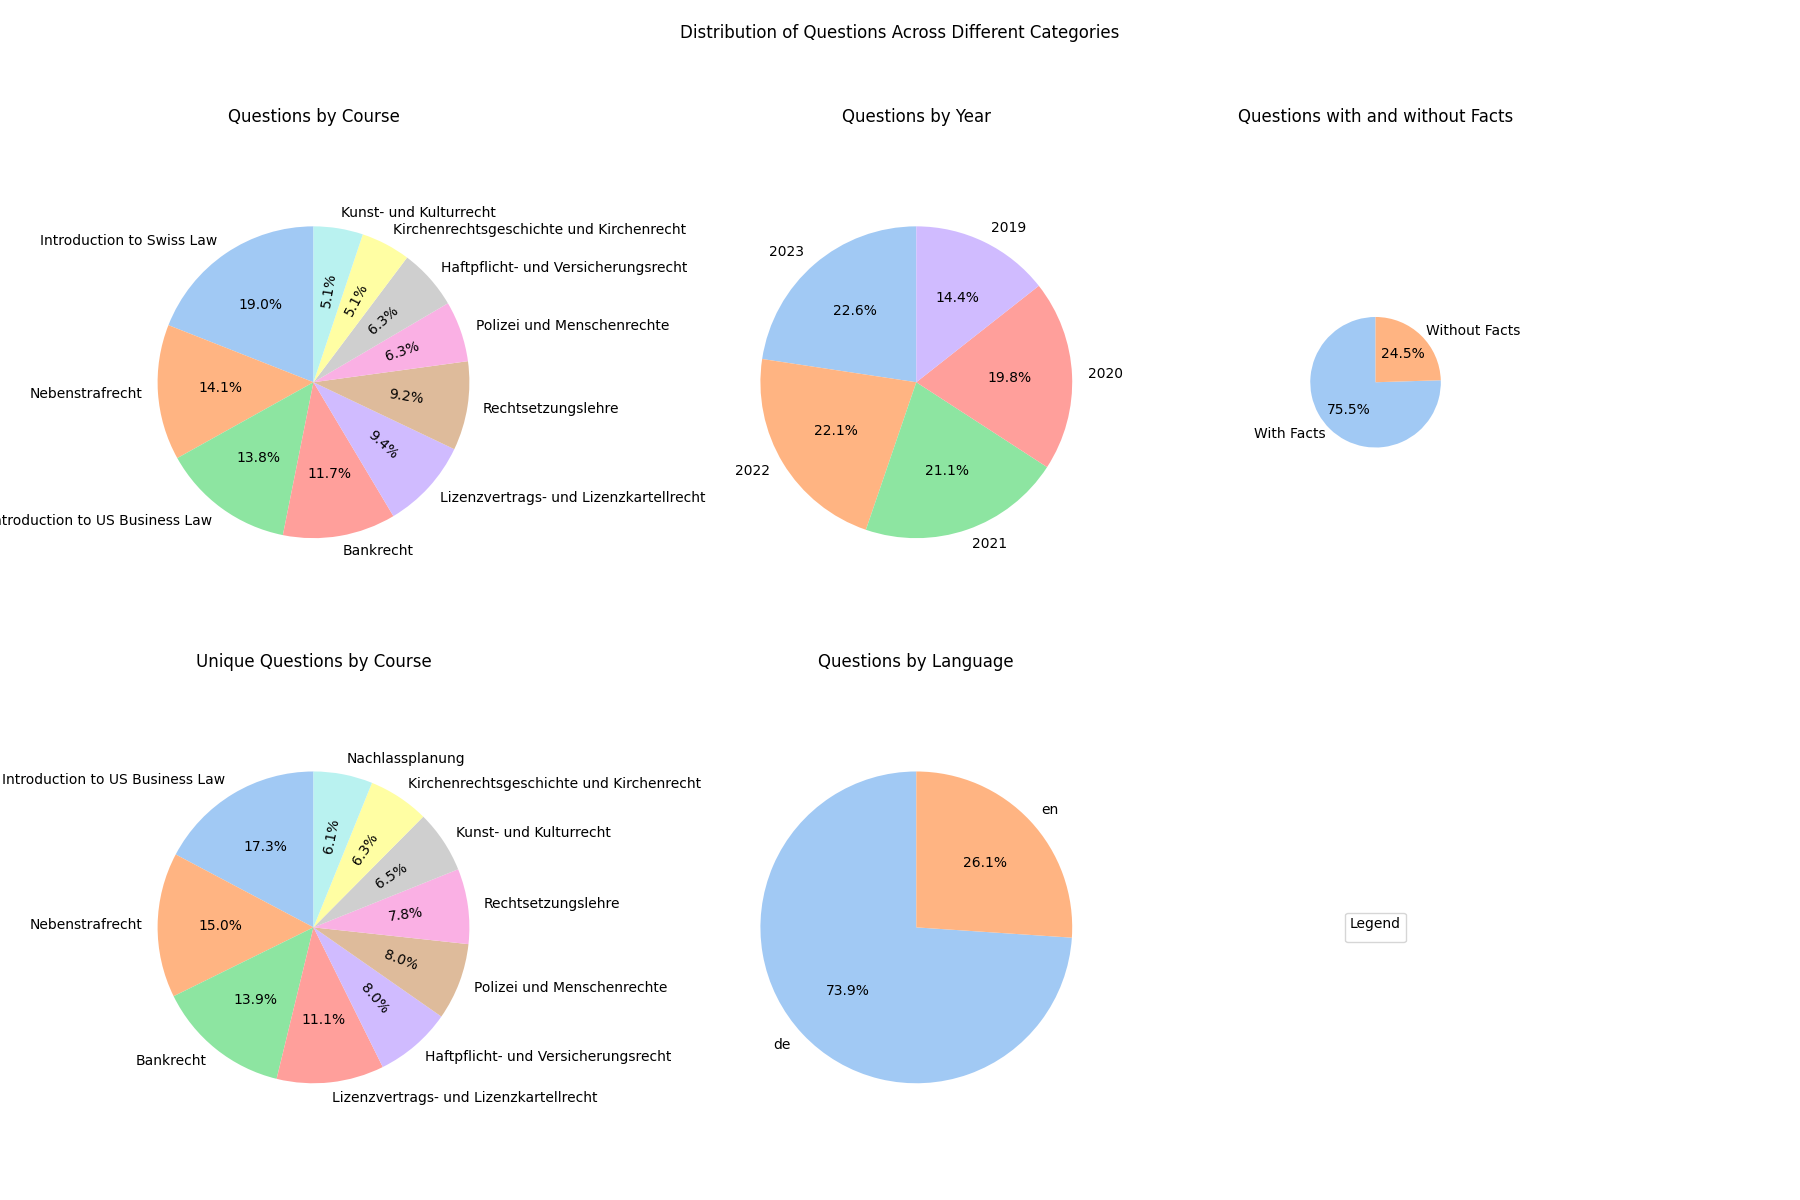 Distribution of Questions Across Different Categories
Questions by Course
Kunst- und Kulturrecht
Kirchenrechtsgeschichte und Kirchenrecht
Introduction to Swiss Law
Haftpflicht- und Versicherungsrecht
Polizei und Menschenrechte
Nebenstrafrecht
Rechtsetzungslehre
Lizenzvertrags- und Lizenzkartellrecht
ntroduction to US Business Law
Bankrecht
19.0%
14.1%
13.8%
11.7%
9.4%
9.2%
6.3%
6.3%
5.1%
5.1%
Questions by Year
2019
2023
2020
2022
2021
22.6%
14.4%
19.8%
22.1%
21.1%
Questions with and without Facts
Without Facts
24.5%
75.5%
With Facts
Unique Questions by Course
Nachlassplanung
Introduction to US Business Law
Kirchenrechtsgeschichte und Kirchenrecht
Kunst- und Kulturrecht
Rechtsetzungslehre
Nebenstrafrecht
Polizei und Menschenrechte
Haftpflicht- und Versicherungsrecht
Bankrecht
Lizenzvertrags- und Lizenzkartellrecht
17.3%
15.0%
13.9%
11.1%
8.0%
8.0%
7.8%
6.5%
6.3%
6.1%
Questions by Language
en
26.1%
73.9%
de
Legend